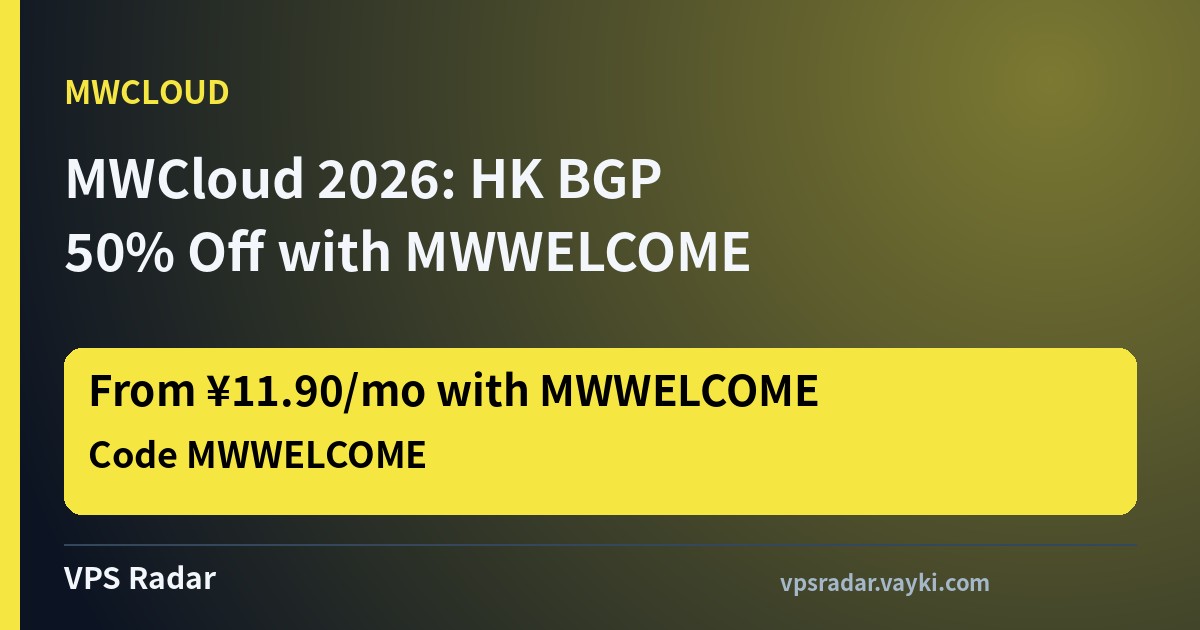 MWCLOUD
MWCloud 2026: HK BGP
50% Off with MWWELCOME
From ¥11.90/mo with MWWELCOME
Code MWWELCOME
VPS Radar
vpsradar.vayki.com